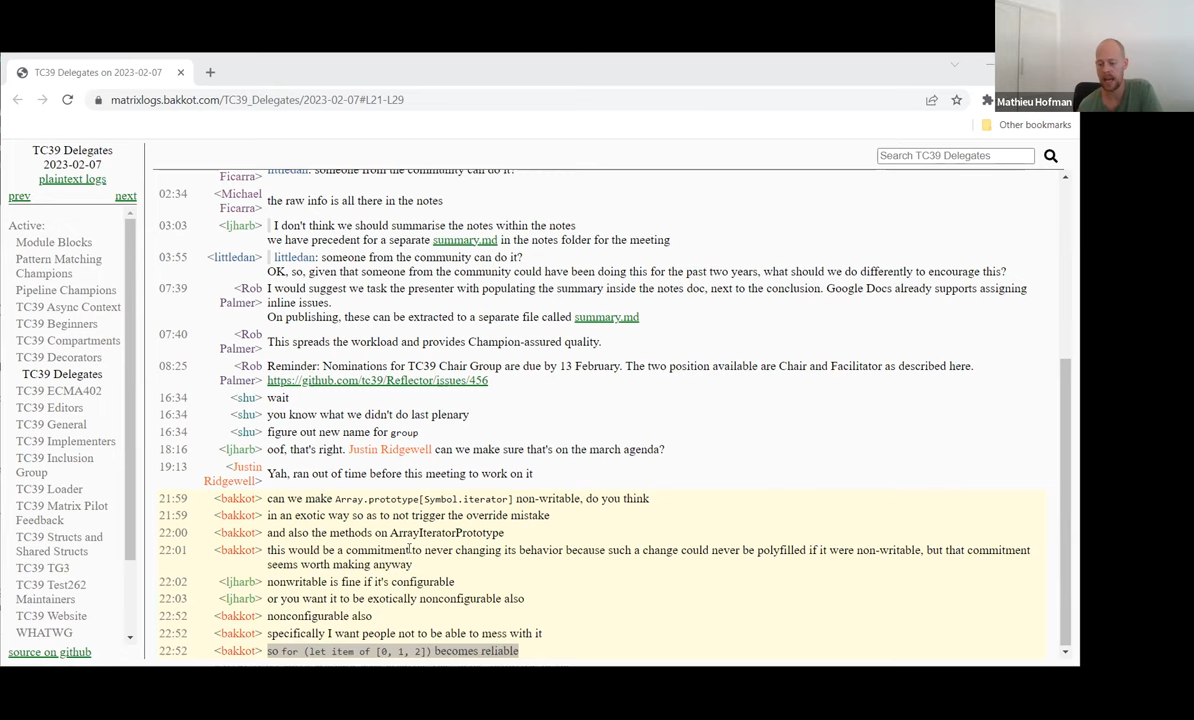 Mathieu Hofman
TC39 Delegates on 2023-02-07
matrixlogs.bakkot.com/TC39_Delegates/2023-02-07#L21-L29
Other bookmarks
TC39 Delegates
2023-02-07
plaintext logs
prev next
Active:
Module Blocks
Pattern Matching
Champions
Pipeline Champions
TC39 Async Context
TC39 Beginners
TC39 Compartments
TC39 Decorators
TC39 Delegates
TC39 ECMA402
TC39 Editors
TC39 General
TC39 Implementers
TC39 Inclusion
Group
TC39 Loader
TC39 Matrix Pilot
Feedback
TC39 Structs and
Shared Structs
TC39 TG3
TC39 Test262
Maintainers
TC39 Website
WHATWG
source on github
Search TC39 Delegates
Ficarra> littledan: someone from the community can do it?
02:34 <Michael
Ficarra> the raw info is all there in the notes
03:03 <ljharb> I don't think we should summarise the notes within the notes
we have precedent for a separate summary.md in the notes folder for the meeting
03:55 <littledan> littledan: someone from the community can do it?
OK, so, given that someone from the community could have been doing this for the past two years, what should we do differently to encourage this?
07:39 <Rob
Palmer> I would suggest we task the presenter with populating the summary inside the notes doc, next to the conclusion. Google Docs already supports assigning
inline issues.
On publishing, these can be extracted to a separate file called summary.md
07:40 <Rob
Palmer> This spreads the workload and provides Champion-assured quality.
08:25 <Rob
Palmer> Reminder: Nominations for TC39 Chair Group are due by 13 February. The two position available are Chair and Facilitator as described here.
https://github.com/tc39/Reflector/issues/456
16:34 <shu> wait
<shu> you know what we didn't do last plenary
16:34 <shu> figure out new name for group
18:16 <ljharb> oof, that's right. Justin Ridgewell can we make sure that's on the march agenda?
19:13 <Justin
Ridgewell> Yah, ran out of time before this meeting to work on it
21:59 <bakkot> can we make Array.prototype[Symbol.iterator] non-writable, do you think
21:59 <bakkot> in an exotic way so as to not trigger the override mistake
22:00 <bakkot> and also the methods on ArrayIteratorPrototype
22:01 <bakkot> this would be a commitment to never changing its behavior because such a change could never be polyfilled if it were non-writable, but that commitment
seems worth making anyway
22:02 <ljharb> nonwritable is fine if it's configurable
22:03 <ljharb> or you want it to be exotically nonconfigurable also
22:52 <bakkot> nonconfigurable also
22:52 <bakkot> specifically I want people not to be able to mess with it
22:52 <bakkot> so for (let item of [0, 1, 2]) becomes reliable